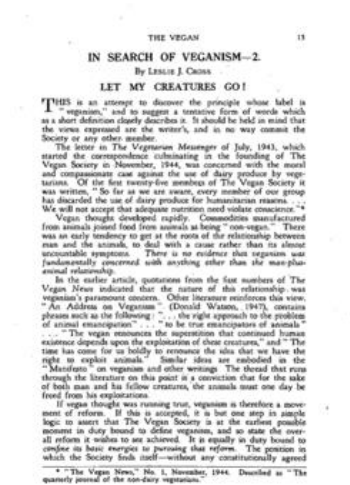 THE VEGAN 13
IN SEARCH OF VEGANISM—2.
By LESLIE J. CROSS
LET MY CREATURES GO!
THIS is an attempt to discover the principle whose label is
"veganism," and to suggest a tentative form of words which
as a short definition closely describes it. It should be held in mind that
the views expressed are the writer's, and in no way commit the
Society or any other member.
The letter in The Vegetarian Messenger of July, 1943, which
started the correspondence culminating in the founding of The
Vegan Society in November, 1944, was concerned with the moral
and compassionate case against the use of dairy produce by vege-
tarians. Of the first twenty-five members of The Vegan Society it
was written, "So far as we are aware, every member of our group
has discarded the use of dairy produce for humanitarian reasons. . . .
We will not accept that adequate nutrition need violate conscience."*
Vegan thoughts developed rapidly. Commodities manufactured
from animals joined food from animals as being "non-vegan." There
was an early tendency to get at the roots of the relationship between
man and the animals, to deal with a cause rather than its almost
uncountable symptoms. There is no evidence that veganism was
fundamentally concerned with anything other than the man-plus-
animal relationship.
In the earlier article, quotations from the first numbers of The
Vegan News indicated that the nature of this relationship was
veganism's paramount concern. Other literature reinforces this view.
"An Address on Veganism" (Donald Watson, 1947), contains
phrases such as the following: ". . . the right approach to the problem
of animal emancipation" . . . "to be true emancipators of animals"
. . . "The vegan renounces the superstition that continued human
existence depends upon the exploitation of these creatures," and "The
time has come for us boldly to renounce the idea that we have the
right to exploit animals." Similar ideas are embodied in the
"Manifesto" on veganism and other writings. The thread that runs
through the literature on this point is a conviction that for the sake
of both man and his fellow creatures, the animals must one day be
freed from his exploitations.
If vegan thought was running true, veganism is therefore a move-
ment of reform. If this is accepted, it is but one step in simple
logic to assert that The Vegan Society is at the earliest possible
moment in duty bound to define veganism, and so state the over-
all reform it wishes to see achieved. It is equally in duty bound to
confine its basic energies to pursuing that reform. The position in
which the Society finds itself—without any constitutionally agreed
* "The Vegan News," No. 1, November, 1944. Described as "The
quarterly journal of the non-dairy vegetarians."